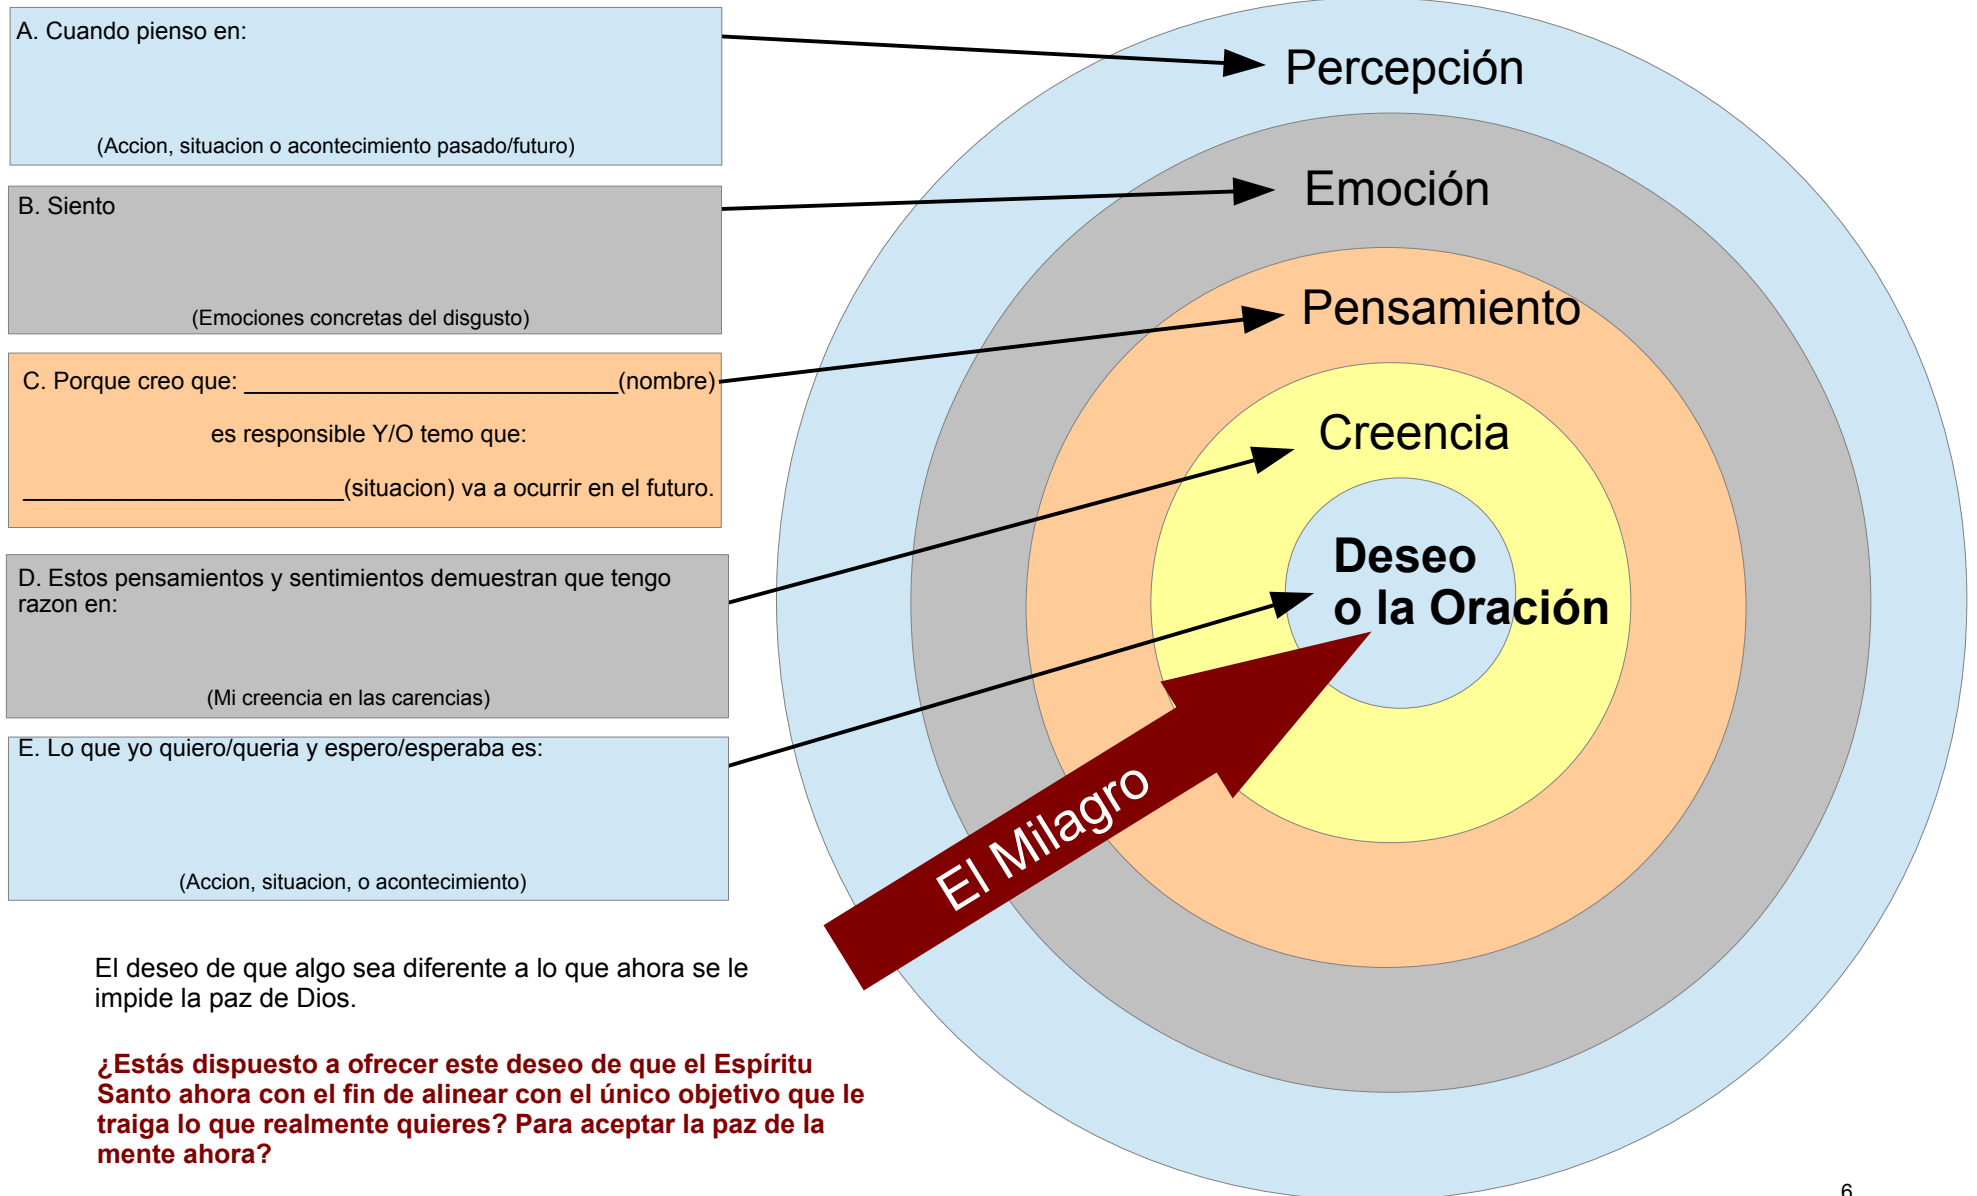 A. Cuando pienso en:
(Accion, situacion o acontecimiento pasado/futuro)
B. Siento
(Emociones concretas del disgusto)
C. Porque creo que: ____________________________(nombre)
es responsible Y/O temo que:
________________________(situacion) va a ocurrir en el futuro.
D. Estos pensamientos y sentimientos demuestran que tengo
razon en:
(Mi creencia en las carencias)
E. Lo que yo quiero/queria y espero/esperaba es:
(Accion, situacion, o acontecimiento)
Percepción
Emoción
Pensamiento
Creencia
Deseo
o la Oración
El Milagro
El deseo de que algo sea diferente a lo que ahora se le
impide la paz de Dios.
¿Estás dispuesto a ofrecer este deseo de que el Espíritu
Santo ahora con el fin de alinear con el único objetivo que le
traiga lo que realmente quieres? Para aceptar la paz de la
mente ahora?
6